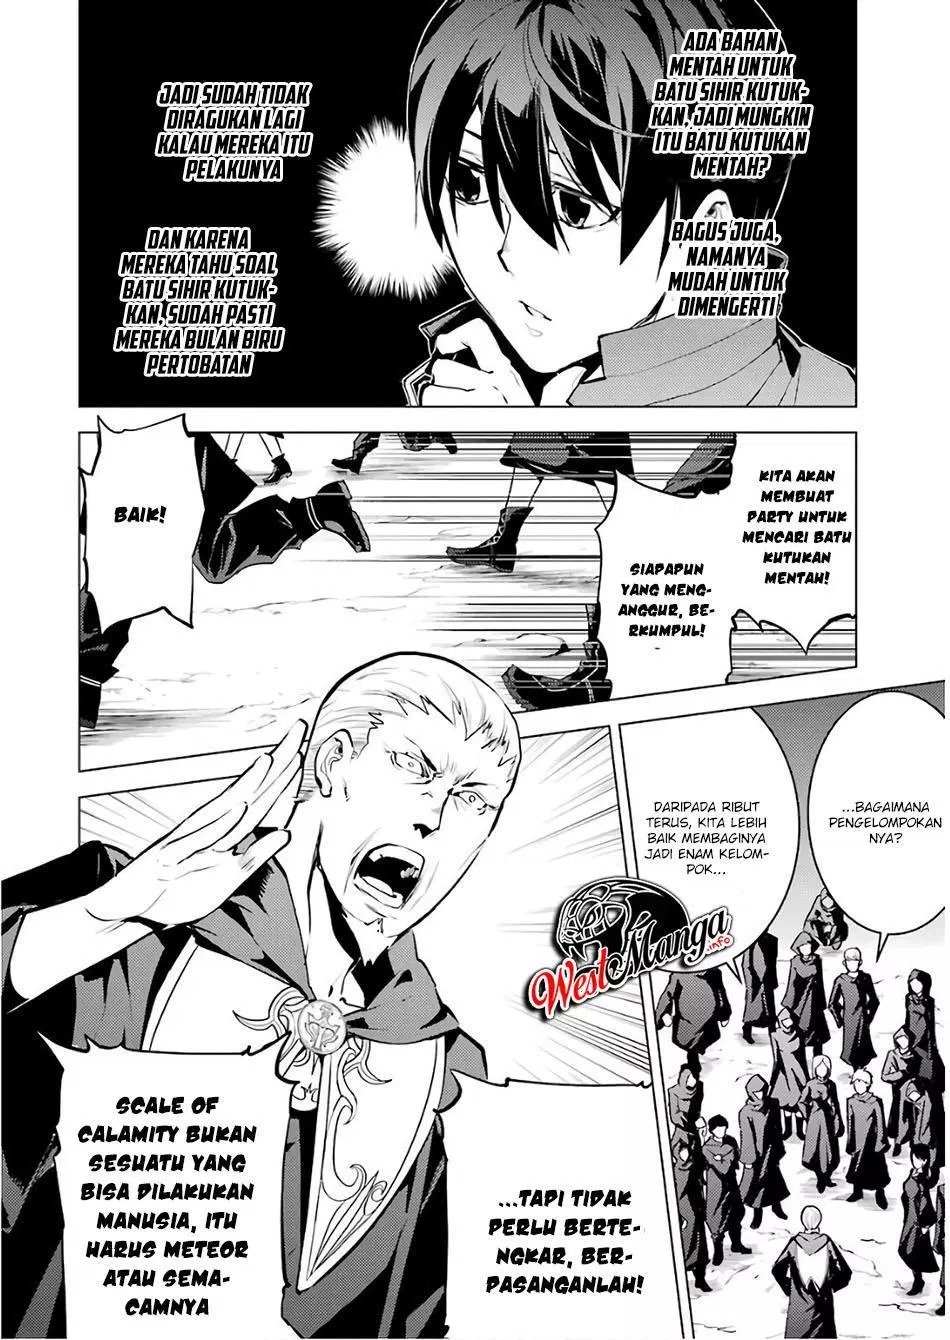 ADA BAHAN
MENTAH UNTUK
BATU SIHIR KUTUK-
KAN, JADI MUNGKIN
ITU BATU KUTUKAN
MENTAH?
BAGUS JUGA,
NAMANYA
MUDAH UNTUK
DIMENGERTI
JADI SUDAH TIDAK
DIRAGUKAN LAGI
KALAU MEREKA ITU
PELAKUNYA
DAN KARENA
MEREKA TAHU SOAL
BATU SIHIR KUTUK-
KAN, SUDAH PASTI
MEREKA BULAN BIRU
PERTOBATAN
KITA AKAN
MEMBUAT
PARTY UNTUK
MENCARI BATU
KUTUKAN
MENTAH!
SIAPAPUN
YANG MENG-
ANGGUR, BE-
RKUMPUL!
BAIK!
...BAGAIMANA
PENGELOMPOKAN
NYA?
DARIPADA RIBUT
TERUS, KITA LEBIH
BAIK MEMBAGINYA
JADI ENAM KELOM-
POK...
WestManga
.info
...TAPI TIDAK
PERLU BERTE-
NGKAR, BER-
PASANGANLAH!
SCALE OF
CALAMITY BUKAN
SESUATU YANG
BISA DILAKUKAN
MANUSIA, ITU
HARUS METEOR
ATAU SEMA-
CAMNYA